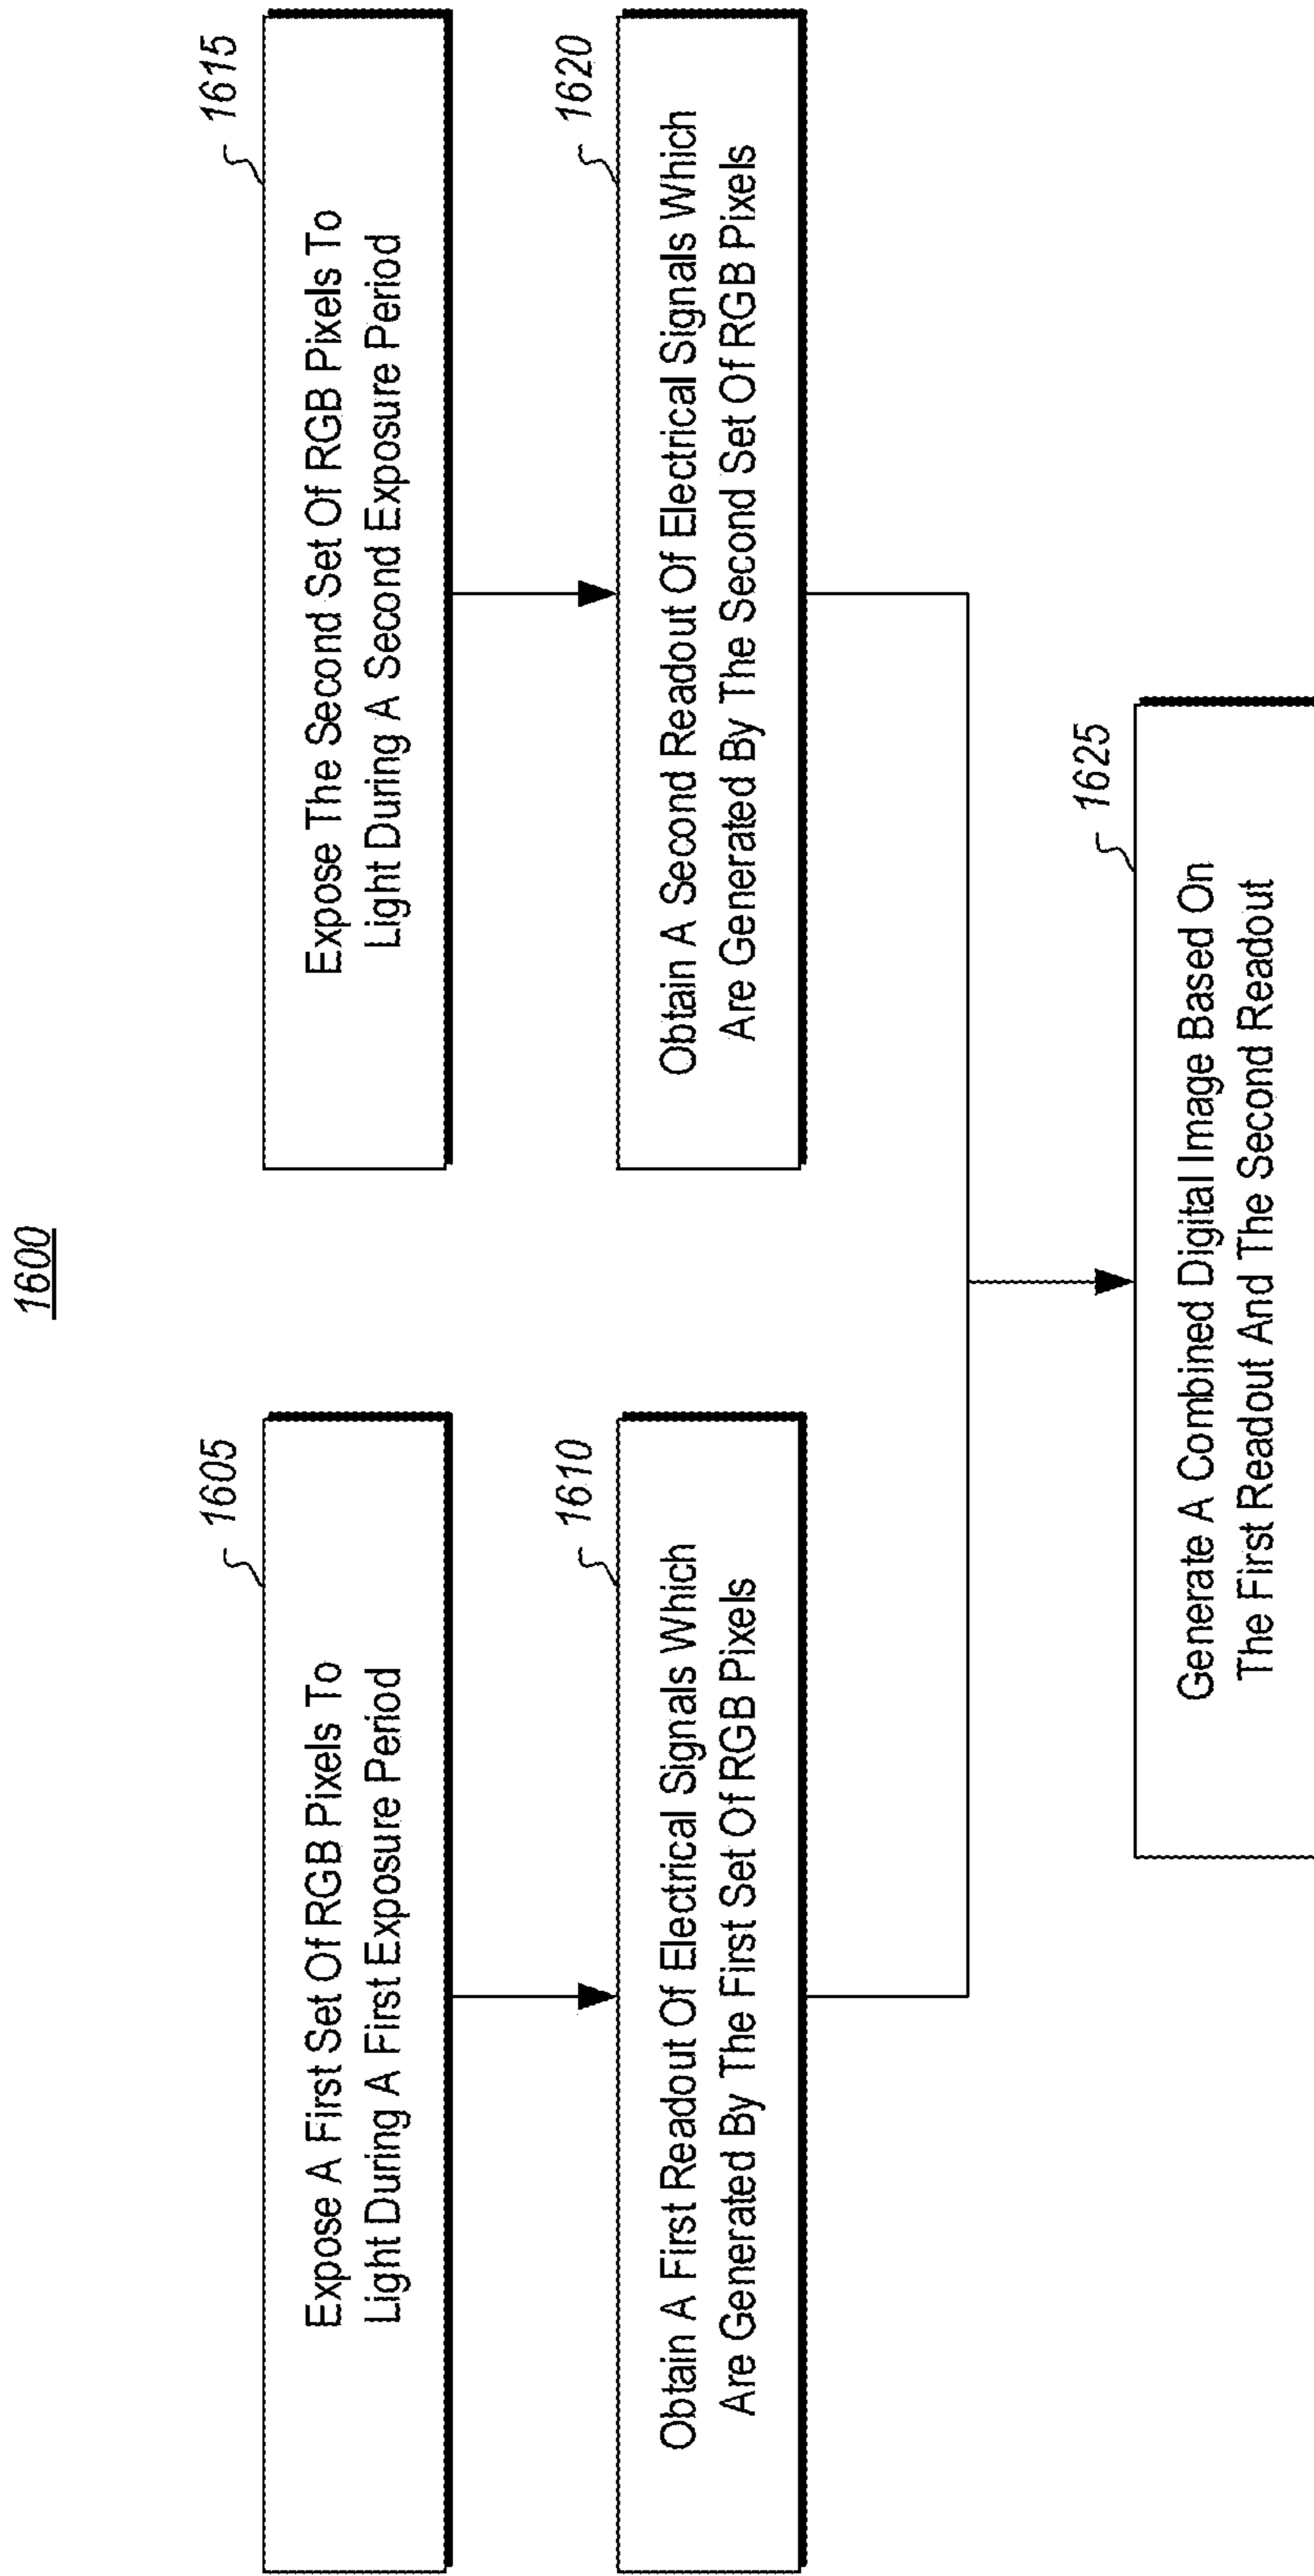 1600
1605
Expose A First Set Of RGB Pixels To
Light During A First Exposure Period
1610
Obtain A First Readout Of Electrical Signals Which
Are Generated By The First Set Of RGB Pixels
1615
Expose The Second Set Of RGB Pixels To
Light During A Second Exposure Period
1620
Obtain A Second Readout Of Electrical Signals Which
Are Generated By The Second Set Of RGB Pixels
1625
Generate A Combined Digital Image Based On
The First Readout And The Second Readout